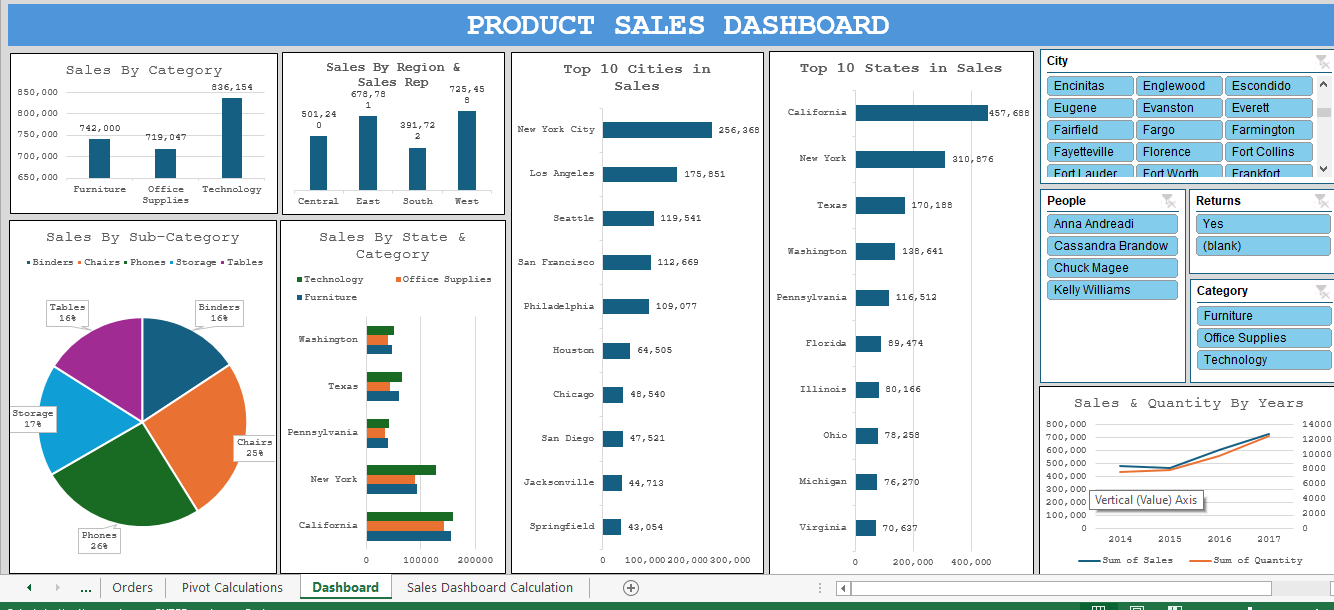 PRODUCT SALES DASHBOARD
Sales By Category
850,000
800,000
750,000
700,000
650,000
742,000
719,047
836,154
Furniture
Office
Supplies
Technology
Sales By Region &
Sales Rep
501,24
0
678,78
1
391,72
2
725,45
8
Central
East
South
West
Sales By Sub-Category
Binders Chairs Phones Storage Tables
Tables
16%
Binders
16%
Storage
17%
Chairs
25%
Phones
26%
Sales By State &
Category
Technology Office Supplies
Furniture
Washington
Texas
Pennsylvania
New York
California
0 100000 200000
Top 10 Cities in
Sales
New York City 256,368
Los Angeles 175,851
Seattle 119,541
San Francisco 112,669
Philadelphia 109,077
Houston 64,505
Chicago 48,540
San Diego 47,521
Jacksonville 44,713
Springfield 43,054
0 100,000 200,000 300,000
Top 10 States in Sales
California 457,688
New York 310,876
Texas 170,188
Washington 138,641
Pennsylvania 116,512
Florida 89,474
Illinois 80,166
Ohio 78,258
Michigan 76,270
Virginia 70,637
0 200,000 400,000
City
Encinitas Englewood Escondido
Eugene Evanston Everett
Fairfield Fargo Farmington
Fayetteville Florence Fort Collins
Fort Lauder Fort Worth Frankfort
People
Anna Andreadi
Cassandra Brandow
Chuck Magee
Kelly Williams
Returns
Yes
(blank)
Category
Furniture
Office Supplies
Technology
Sales & Quantity By Years
800,000 14000
700,000 12000
600,000 10000
500,000 8000
400,000 6000
300,000 4000
200,000 2000
100,000 0
0
Vertical (Value) Axis
2014 2015 2016 2017
Sum of Sales Sum of Quantity
... Orders Pivot Calculations Dashboard Sales Dashboard Calculation